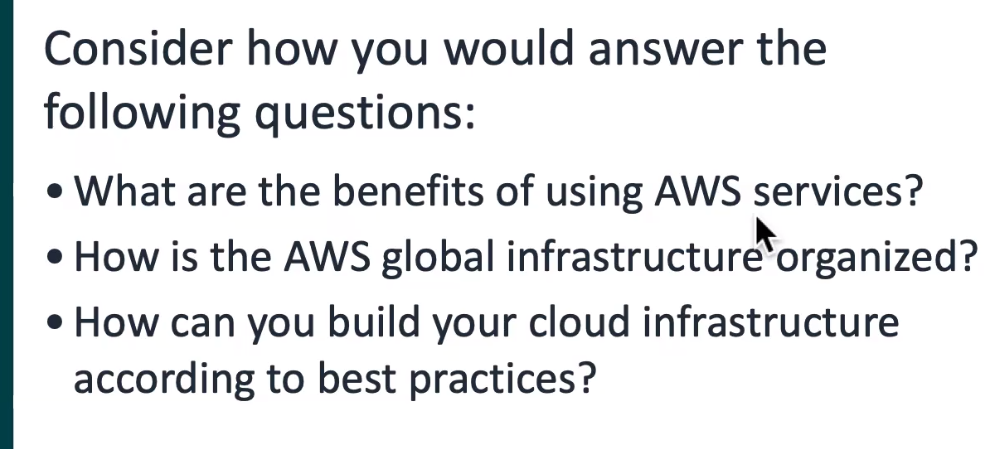 Consider how you would answer the
following questions:
• What are the benefits of using AWS services?
• How is the AWS global infrastructure organized?
• How can you build your cloud infrastructure
according to best practices?